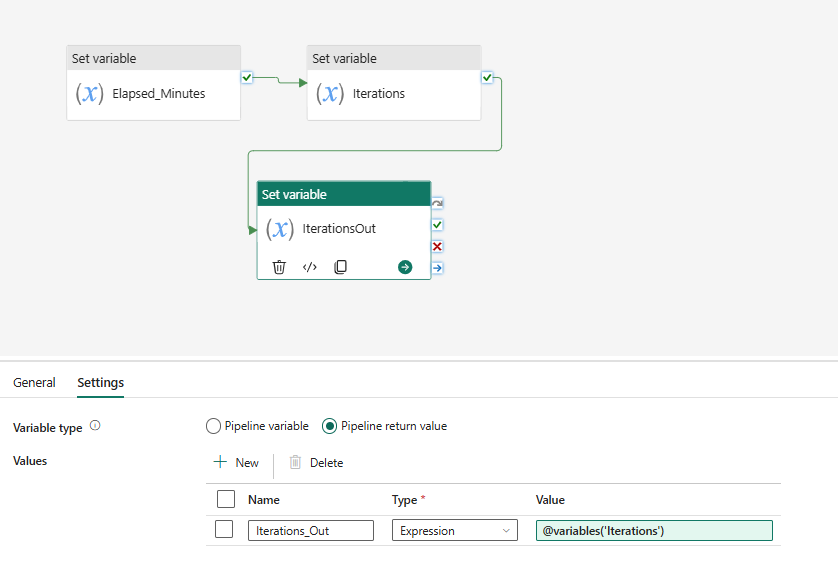 Set variable
(x) Elapsed_Minutes
Set variable
(x) Iterations
Set variable
(x) IterationsOut
</>
General Settings
Variable type Pipeline variable Pipeline return value
Values + New Delete
Name Type * Value
Iterations_Out Expression @variables('Iterations')